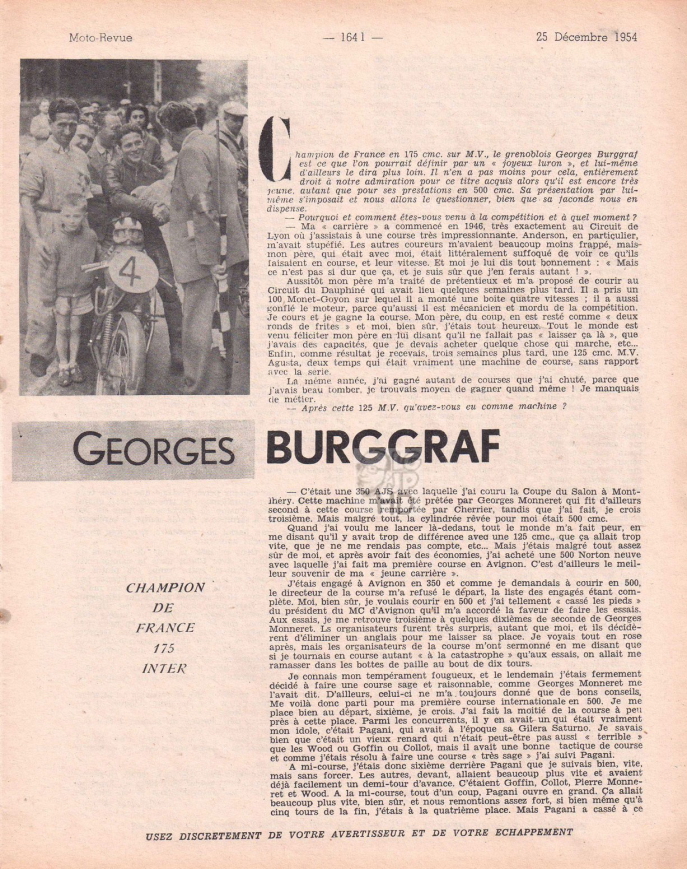 Moto-Revue — 1641 — 25 Décembre 1954
4
Champion de France en 175 cmc. sur M.V., le grenoblois Georges Burggraf
est ce que l'on pourrait définir par un « joyeux luron », et lui-même
d'ailleurs le dira plus loin. Il n'en a pas moins pour cela, entièrement
droit à notre admiration pour ce titre acquis alors qu'il est encore très
jeune, autant que pour ses prestations en 500 cmc. Sa présentation par lui-
même s'imposait et nous allons le questionner, bien que sa faconde nous en
dispense.
— Pourquoi et comment êtes-vous venu à la compétition et à quel moment ?
— Ma « carrière » a commencé en 1946, très exactement au Circuit de
Lyon où j'assistais à une course très impressionnante. Anderson, en particulier,
m'avait stupéfié. Les autres coureurs m'avaient beaucoup moins frappé, mais-
mon père, qui était avec moi, était littéralement suffoqué de voir ce qu'ils
faisaient en course, et leur vitesse. Et moi je lui dis tout bonnement : « Mais
ce n'est pas si dur que ça, et je suis sûr que j'en ferais autant ! ».
Aussitôt mon père m'a traité de prétentieux et m'a proposé de courir au
Circuit du Dauphiné qui avait lieu quelques semaines plus tard. Il a pris un
100 Monet-Goyon sur lequel il a monté une boite quatre vitesses ; il a aussi
gonflé le moteur, parce qu'aussi il est mécanicien et mordu de la compétition.
Je cours et je gagne la course. Mon père, du coup, en est resté comme « deux
ronds de frites » et moi, bien sûr, j'étais tout heureux. Tout le monde est
venu féliciter mon père en lui disant qu'il ne fallait pas « laisser ça là », que
j'avais des capacités, que je devais acheter quelque chose qui marche, etc...
Enfin, comme résultat je recevais, trois semaines plus tard, une 125 cmc. M.V.
Agusta, deux temps qui était vraiment une machine de course, sans rapport
avec la série.
La même année, j'ai gagné autant de courses que j'ai chuté, parce que
j'avais beau tomber, je trouvais moyen de gagner quand même ! Je manquais
de métier.
— Après cette 125 M.V. qu'avez-vous eu comme machine ?
GEORGES BURGGRAF
CHAMPION
DE
FRANCE
175
INTER
— C'était une 350 AJS avec laquelle j'ai couru la Coupe du Salon à Mont-
lhéry. Cette machine m'avait été prêtée par Georges Monneret qui fit d'ailleurs
second à cette course remportée par Cherrier, tandis que j'ai fait, je crois
troisième. Mais malgré tout, la cylindrée rêvée pour moi était 500 cmc.
Quand j'ai voulu me lancer là-dedans, tout le monde m'a fait peur, en
me disant qu'il y avait trop de différence avec une 125 cmc., que ça allait trop
vite, que je ne me rendais pas compte, etc... Mais j'étais malgré tout assez
sûr de moi, et après avoir fait des économies, j'ai acheté une 500 Norton neuve
avec laquelle j'ai fait ma première course en Avignon. C'est d'ailleurs le meil-
leur souvenir de ma « jeune carrière ».
J'étais engagé à Avignon en 350 et comme je demandais à courir en 500,
le directeur de la course m'a refusé le départ, la liste des engagés étant com-
plète. Moi, bien sûr, je voulais courir en 500 et j'ai tellement « cassé les pieds »
du président du MC d'Avignon qu'il m'a accordé la faveur de faire les essais.
Aux essais, je me retrouve troisième à quelques dixièmes de seconde de Georges
Monneret. Ls organisateurs furent très surpris, autant que moi, et ils décidè-
rent d'éliminer un anglais pour me laisser sa place. Je voyais tout en rose
après, mais les organisateurs de la course m'ont sermonné en me disant que
si je tournais en course autant « à la catastrophe » qu'aux essais, on allait me
ramasser dans les bottes de paille au bout de dix tours.
Je connais mon tempérament fougueux, et le lendemain j'étais fermement
décidé à faire une course sage et raisonnable, comme Georges Monneret me
l'avait dit. D'ailleurs, celui-ci ne m'a toujours donné que de bons conseils,
Me voilà donc parti pour ma première course internationale en 500. Je me
place bien au départ, sixième, je crois. J'ai fait la moitié de la course à peu
près à cette place. Parmi les concurrents, il y en avait un qui était vraiment
mon idole, c'était Pagani, qui avait à l'époque sa Gilera Saturno. Je savais
bien que c'était un vieux renard qui n'était peut-être pas aussi « terrible »
que les Wood ou Goffin ou Collot, mais il avait une bonne tactique de course
et comme j'étais résolu à faire une course « très sage » j'ai suivi Pagani.
A mi-course, j'étais donc sixième derrière Pagani que je suivais bien, vite,
mais sans forcer. Les autres, devant, allaient beaucoup plus vite et avaient
déjà facilement un demi-tour d'avance. C'étaient Goffin, Collot, Pierre Monne-
ret et Wood. A la mi-course, tout d'un coup, Pagani ouvre en grand. Ça allait
beaucoup plus vite, bien sûr, et nous remontions assez fort, si bien même qu'à
cinq tours de la fin, j'étais à la quatrième place. Mais Pagani a cassé à ce
USEZ DISCRETEMENT DE VOTRE AVERTISSEUR ET DE VOTRE ECHAPPEMENT